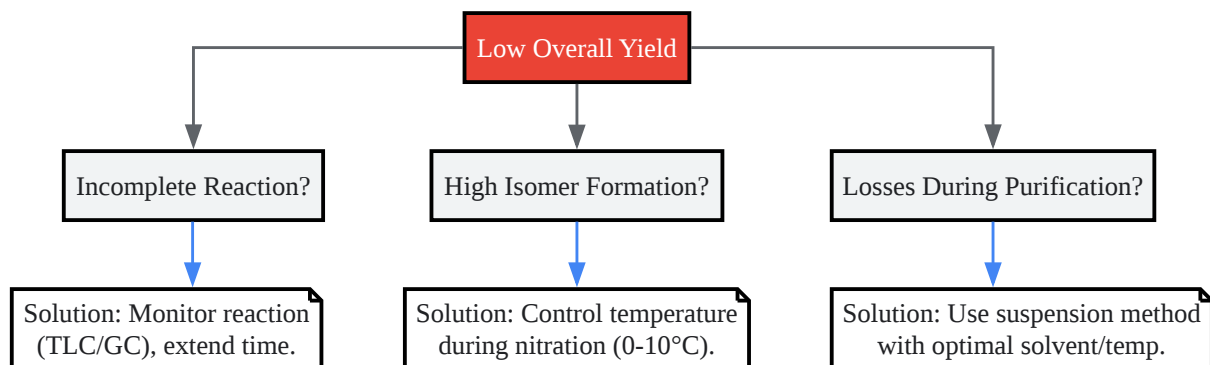 Low Overall Yield
Incomplete Reaction?
High Isomer Formation?
Losses During Purification?
Solution: Monitor reaction
(TLC/GC), extend time.
Solution: Control temperature
during nitration (0-10°C).
Solution: Use suspension method
with optimal solvent/temp.